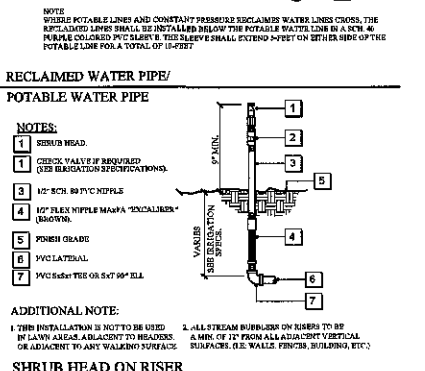 NOTE
WHERE POTABLE LINES AND CONSTANT PRESSURE RECLAIMED WATER LINES CROSS, THE
RECLAIMED LINES SHALL BE INSTALLED BELOW THE POTABLE WATER LINE IN A SCH. 40
PURPLE COLORED PVC SLEEVE. THE SLEEVE SHALL EXTEND 5-FEET ON EITHER SIDE OF THE
POTABLE LINE FOR A TOTAL OF 10-FEET
RECLAIMED WATER PIPE/
POTABLE WATER PIPE
NOTES:
1 SHRUB HEAD.
1 CHECK VALVE IF REQUIRED
(SEE IRRIGATION SPECIFICATIONS).
3 1/2" SCH. 80 PVC NIPPLE
4 1/2" FLEX NIPPLE "EXCALIBER"
(BROWN).
5 FINISH GRADE
6 PVC LATERAL
7 PVC SxSxT TEE OR SxT 90° ELL
9" MIN.
VARIES
SEE IRRIGATION
SPECS.
1
2
3
5
4
6
7
ADDITIONAL NOTE:
1. THIS INSTALLATION IS NOT TO BE USED
IN LAWN AREAS, ADJACENT TO HEADERS,
OR ADJACENT TO ANY WALKING SURFACE
2. ALL STREAM BUBBLERS ON RISERS TO BE
A MIN. OF 12" FROM ALL ADJACENT VERTICAL
SURFACES, (I.E: WALLS, FENCES, BUILDING, ETC.)
SHRUB HEAD ON RISER